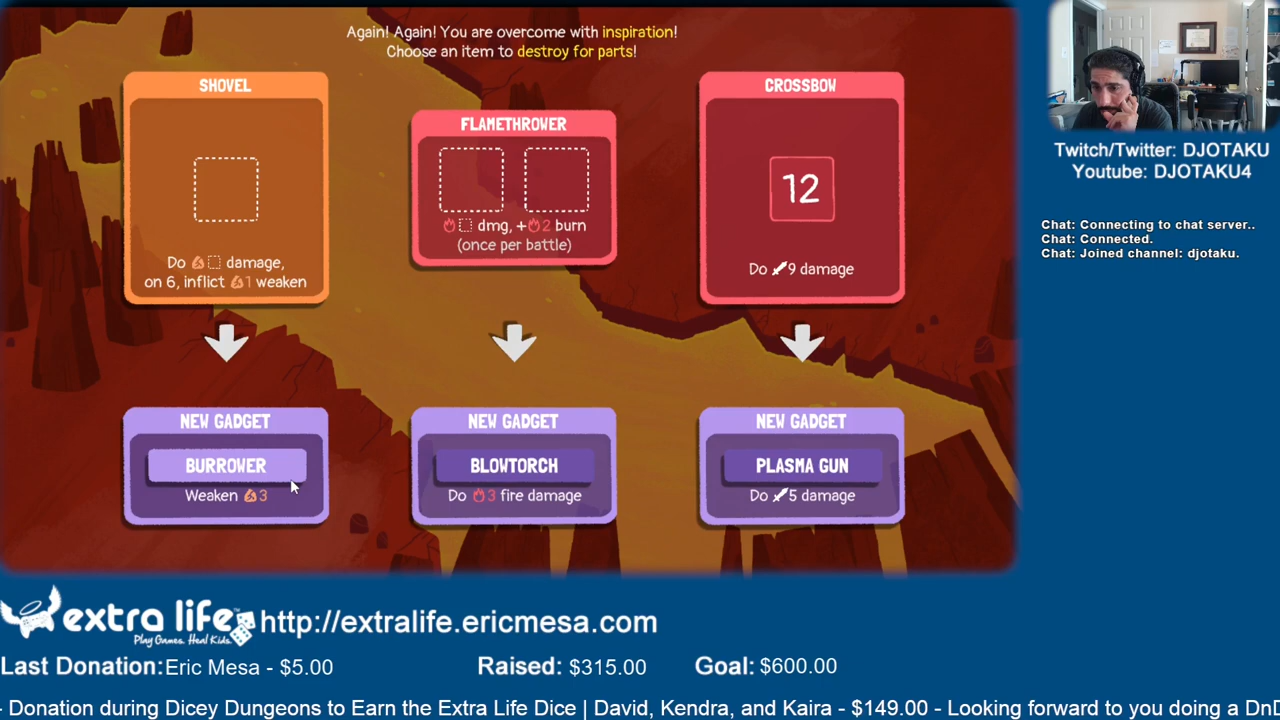 Again! Again! You are overcome with inspiration!
Choose an item to destroy for parts!
SHOVEL
Do damage,
on 6, inflict 1 weaken
FLAMETHROWER
dmg, + 2 burn
(once per battle)
CROSSBOW
12
Do 9 damage
NEW GADGET
BURROWER
Weaken 3
NEW GADGET
BLOWTORCH
Do 3 fire damage
NEW GADGET
PLASMA GUN
Do 5 damage
Twitch/Twitter: DJOTAKU
Youtube: DJOTAKU4
Chat: Connecting to chat server..
Chat: Connected.
Chat: Joined channel: djotaku.
extra life
Play Games. Heal Kids.
http://extralife.ericmesa.com
Last Donation: Eric Mesa - $5.00
Raised: $315.00
Goal: $600.00
- Donation during Dicey Dungeons to Earn the Extra Life Dice | David, Kendra, and Kaira - $149.00 - Looking forward to you doing a DnD